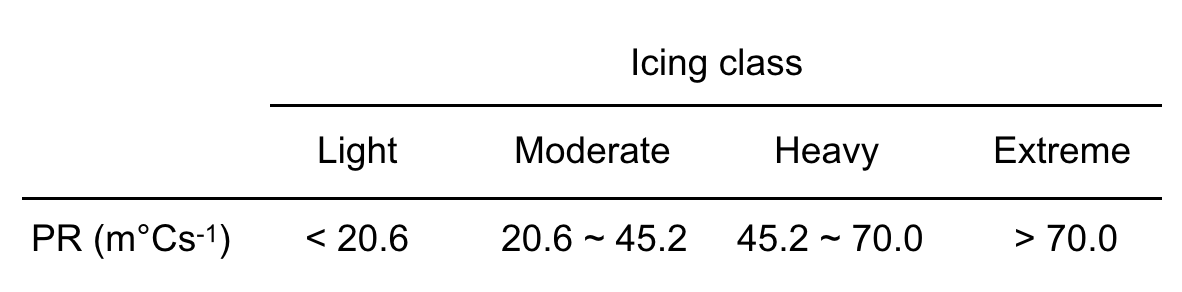 Icing class
Light Moderate Heavy Extreme
PR (m°Cs-1) < 20.6 20.6 ~ 45.2 45.2 ~ 70.0 > 70.0